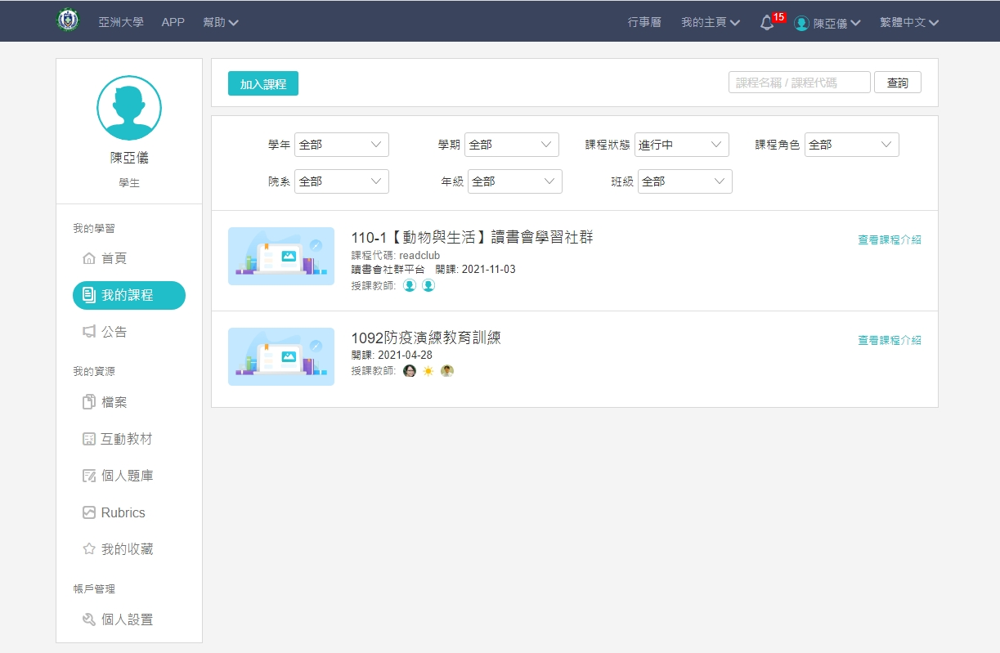 亞洲大學 APP 幫助 行事曆 我的主頁 15 陳亞儀 繁體中文
陳亞儀
學生
我的學習
首頁
我的課程
公告
我的資源
檔案
互動教材
個人題庫
Rubrics
我的收藏
帳戶管理
個人設置
加入課程 課程名稱 / 課程代碼 查詢
學年 全部 學期 全部 課程狀態 進行中 課程角色 全部
院系 全部 年級 全部 班級 全部
110-1【動物與生活】讀書會學習社群 查看課程介紹
課程代碼: readclub
讀書會社群平台 開課: 2021-11-03
授課教師:
1092防疫演練教育訓練 查看課程介紹
開課: 2021-04-28
授課教師: